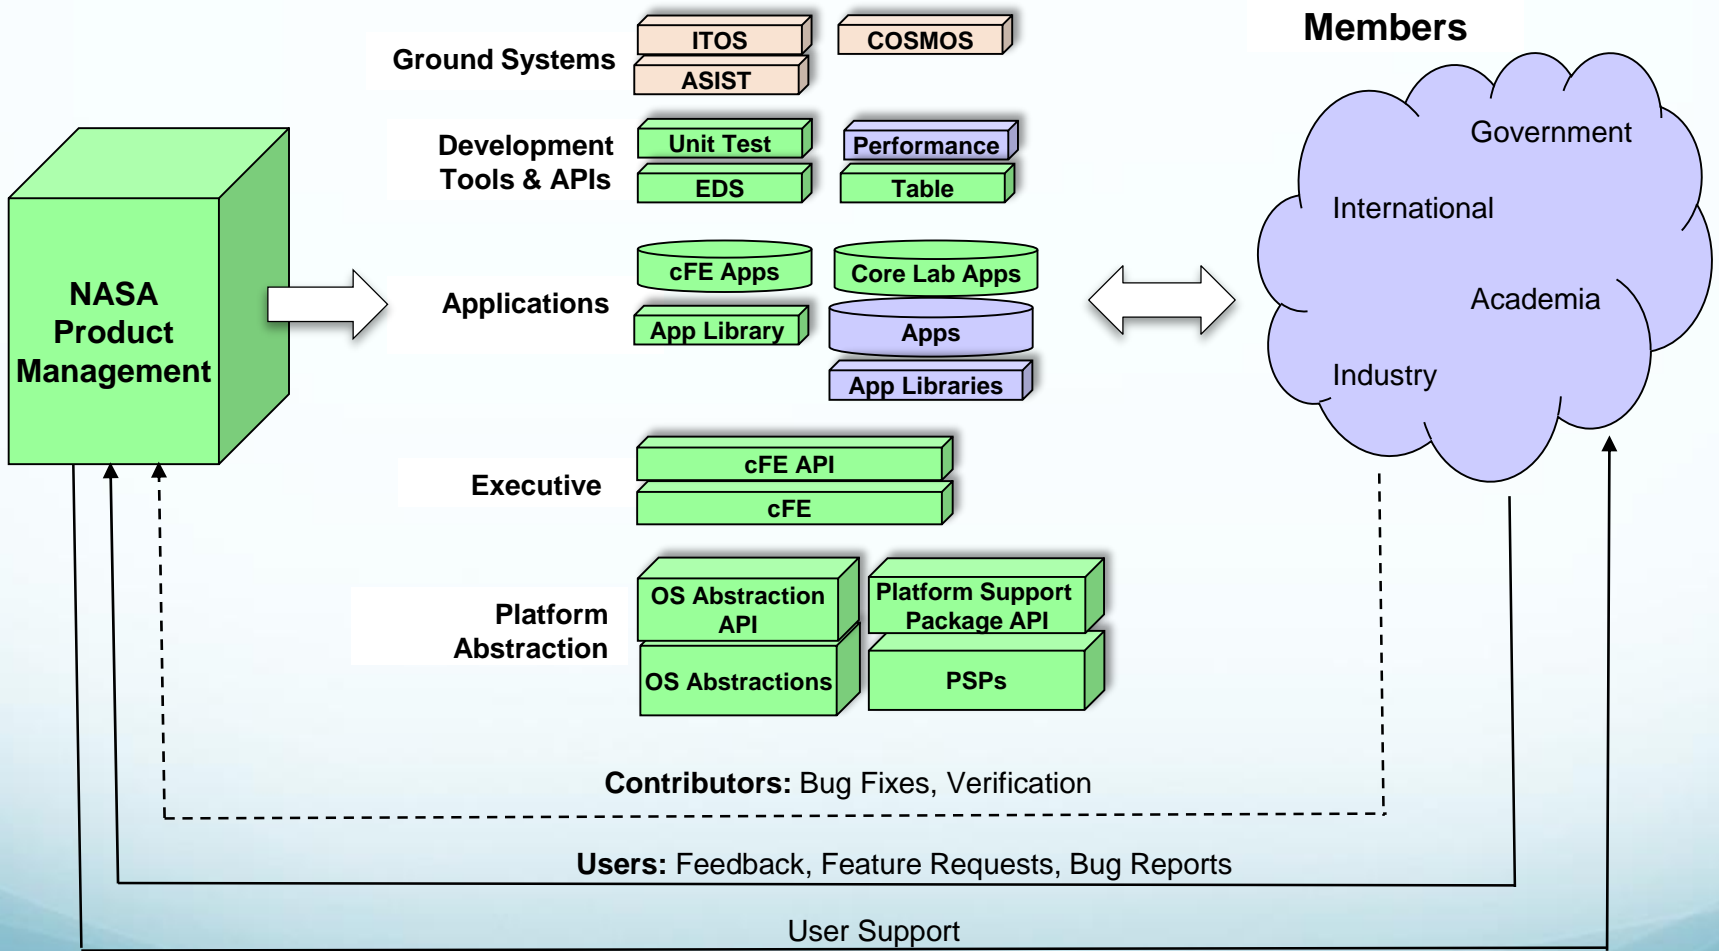 Members
Ground Systems
ITOS
COSMOS
ASIST
Government
Development
Tools & APIs
Unit Test
Performance
EDS
Table
International
NASA
Product
Management
Applications
cFE Apps
Core Lab Apps
App Library
Apps
App Libraries
Academia
Industry
Executive
cFE API
cFE
Platform
Abstraction
OS Abstraction
API
Platform Support
Package API
OS Abstractions
PSPs
Contributors: Bug Fixes, Verification
Users: Feedback, Feature Requests, Bug Reports
User Support